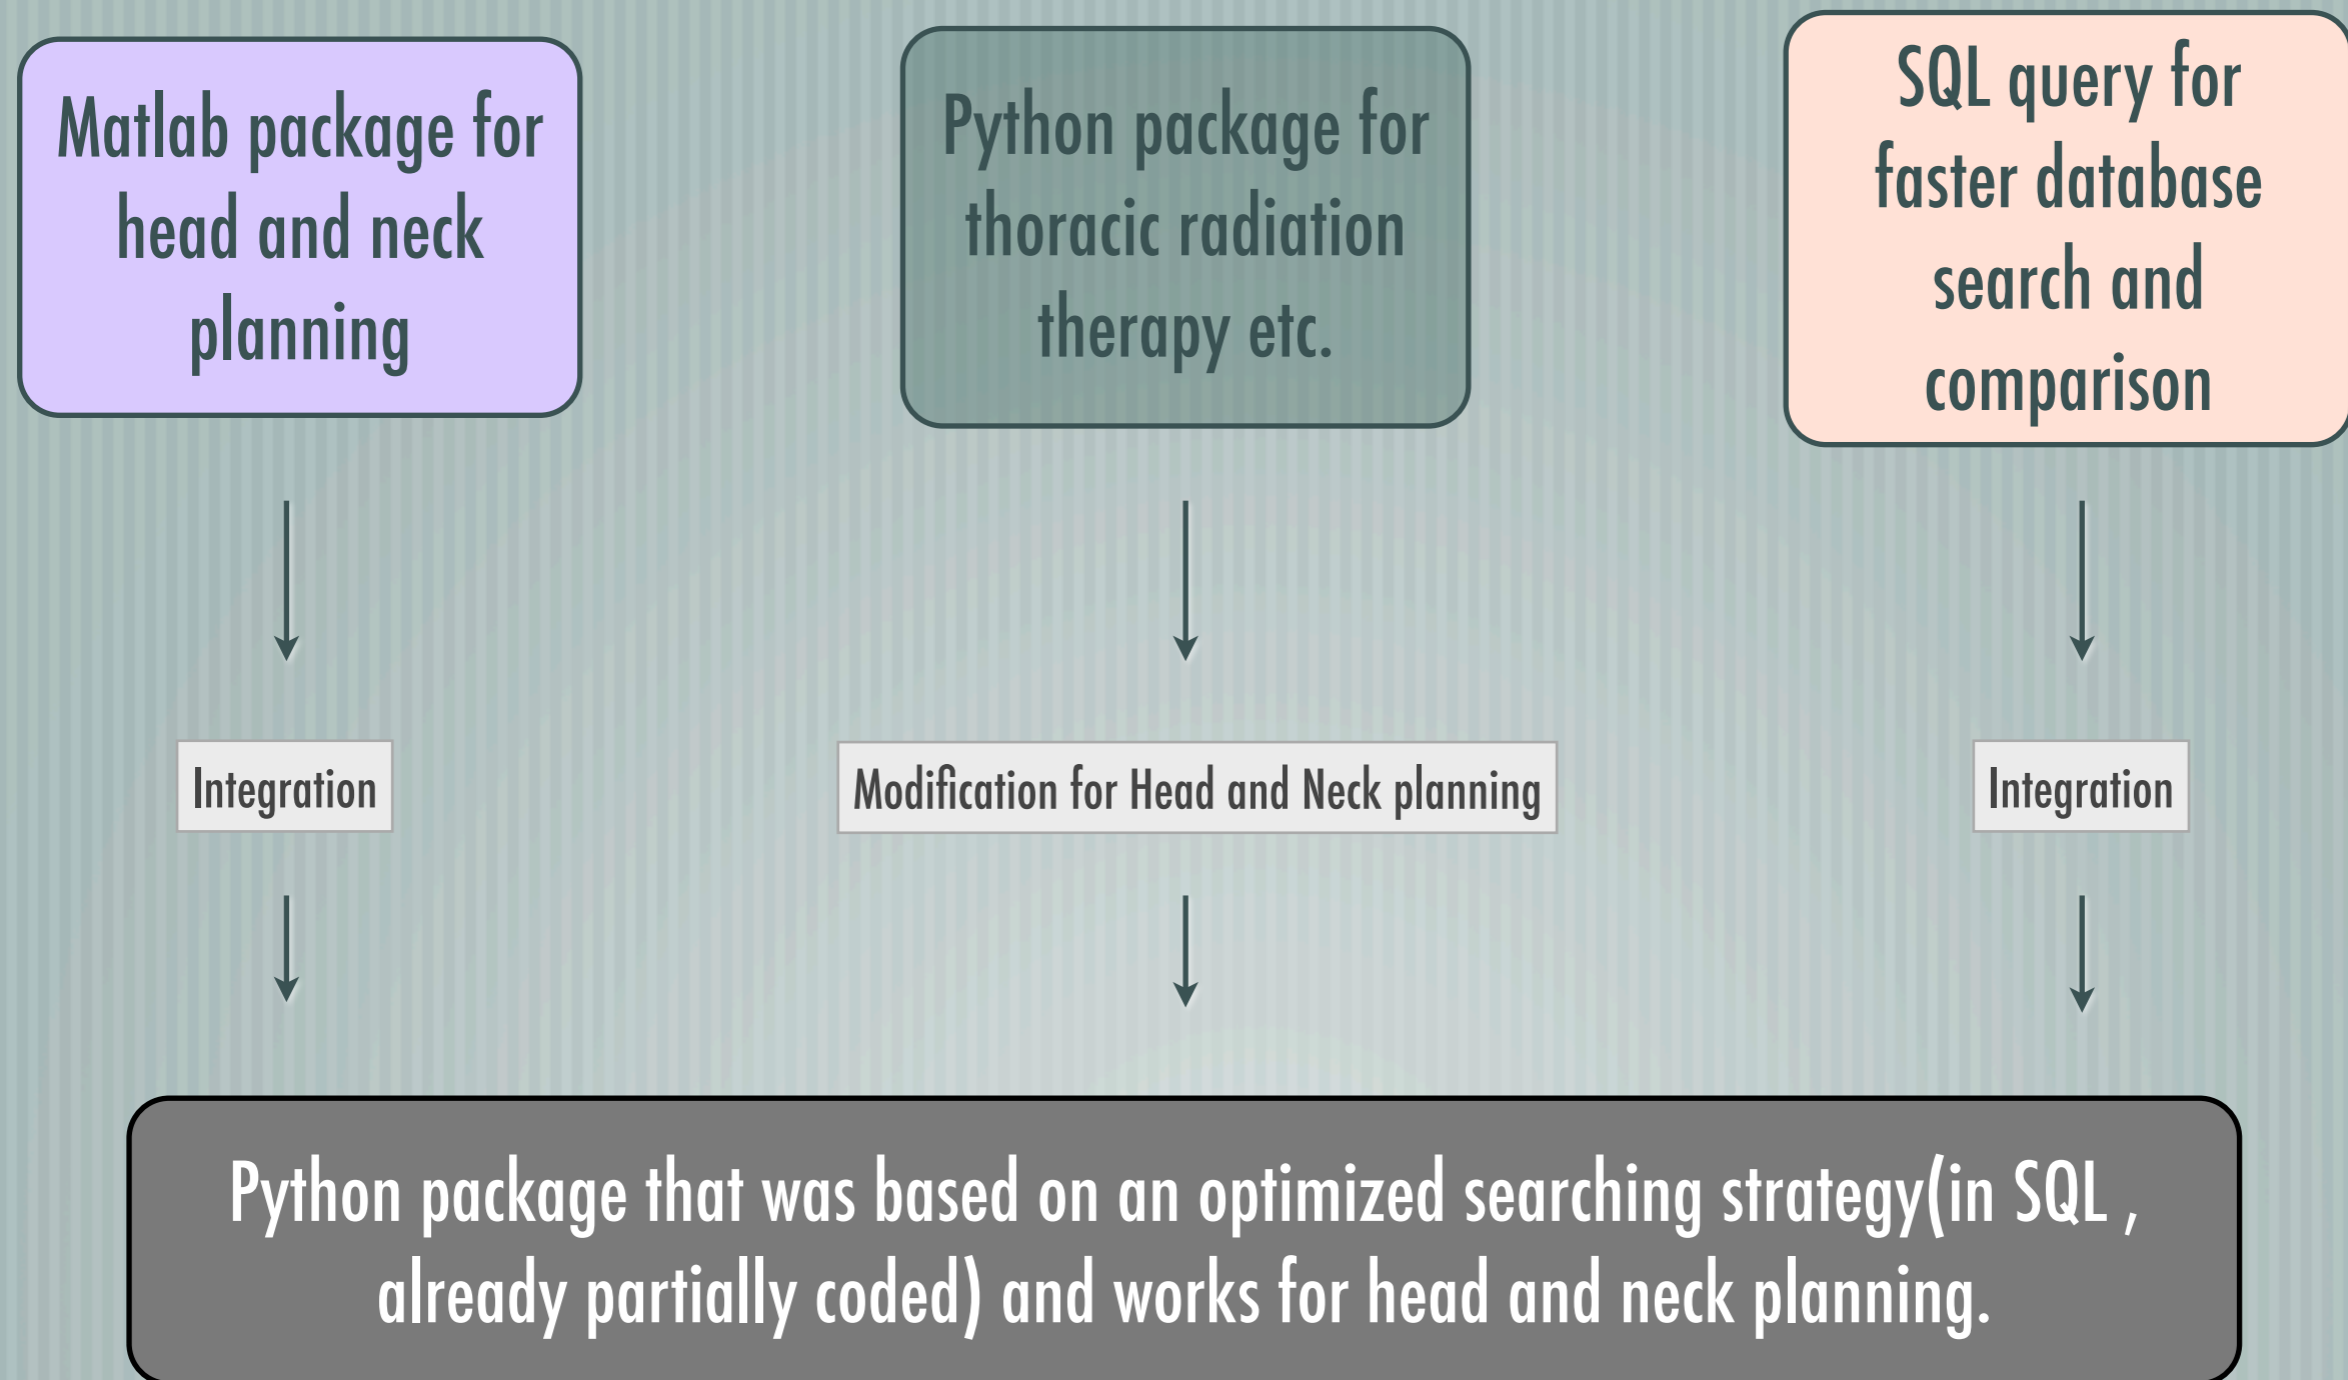 Matlab package for
head and neck
planning
Python package for
thoracic radiation
therapy etc.
SQL query for
faster database
search and
comparison
Integration
Modification for Head and Neck planning
Integration
Python package that was based on an optimized searching strategy(in SQL ,
already partially coded) and works for head and neck planning.